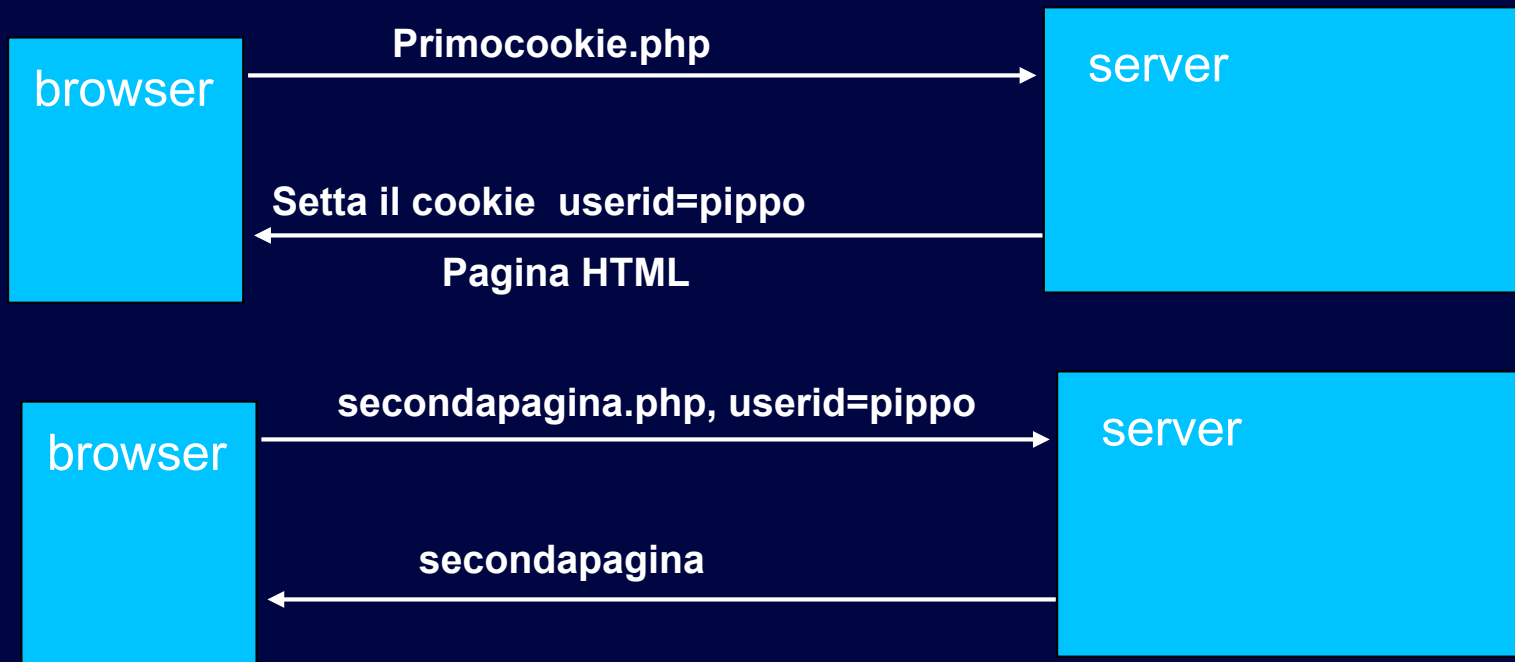 Primocookie.php
browser
server
Setta il cookie userid=pippo
Pagina HTML
secondapagina.php, userid=pippo
browser
server
secondapagina